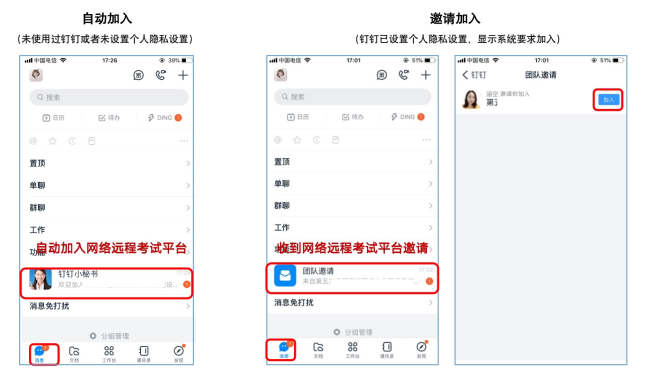 自动加入
（未使用过钉钉或者未设置个人隐私设置）
中国电信
17:26
39%
搜索
日历
待办
DING
置顶
单聊
群聊
工作
功能
自动加入网络远程考试平台
钉钉小秘书
欢迎加入
设...
消息免打扰
分组管理
消息
文档
工作台
通讯录
发现
邀请加入
（钉钉已设置个人隐私设置，显示系统要求加入）
中国电信
17:01
51%
搜索
日历
待办
DING
置顶
单聊
群聊
工作
收到网络远程考试平台邀请
团队邀请
17:02
来自第五
消息免打扰
分组管理
消息
文档
工作台
通讯录
发现
中国电信
17:01
51%
钉钉
团队邀请
邀请你加入
加入